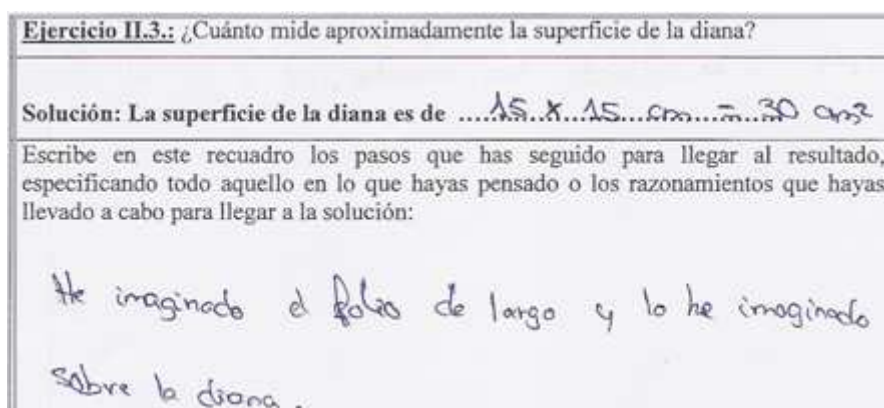 Ejercicio II.3.: ¿Cuánto mide aproximadamente la superficie de la diana?
Solución: La superficie de la diana es de ....15..x..15...cm...=...30 cm²
Escribe en este recuadro los pasos que has seguido para llegar al resultado,
especificando todo aquello en lo que hayas pensado o los razonamientos que hayas
llevado a cabo para llegar a la solución:
He imaginado el folio de largo y lo he imaginado
sobre la diana.